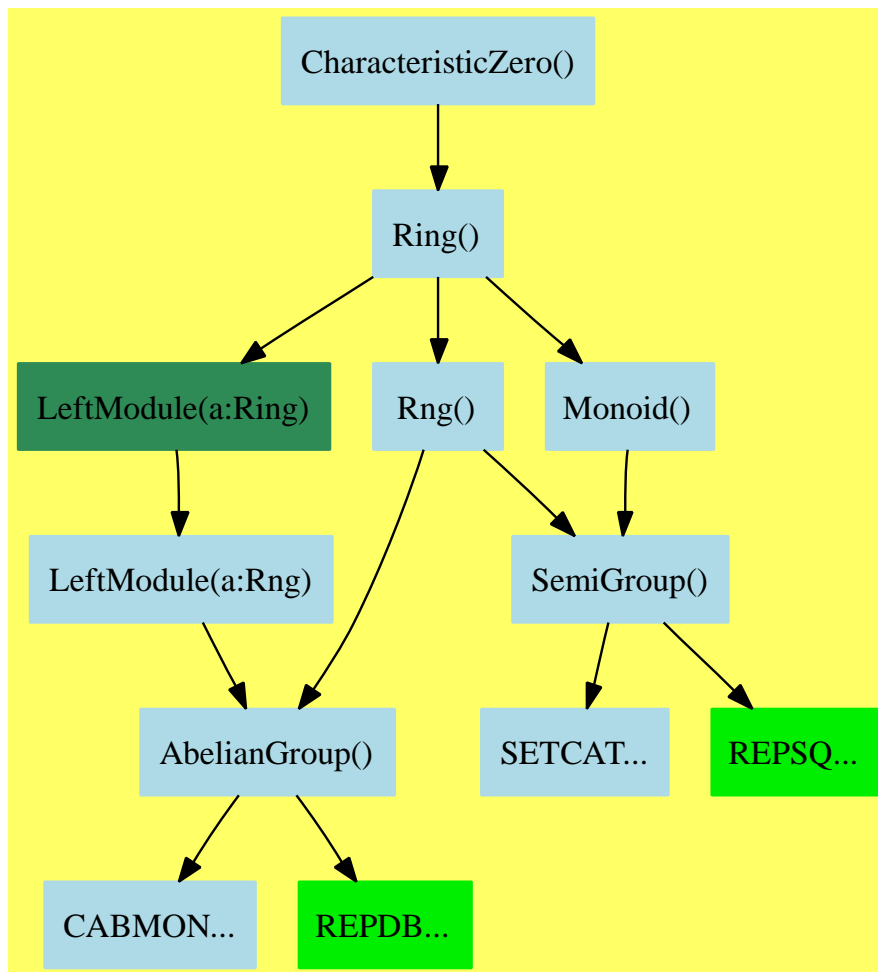 CharacteristicZero()
Ring()
LeftModule(a:Ring)
Rng()
Monoid()
LeftModule(a:Rng)
SemiGroup()
AbelianGroup()
SETCAT...
REPSQ...
CABMON...
REPDB...